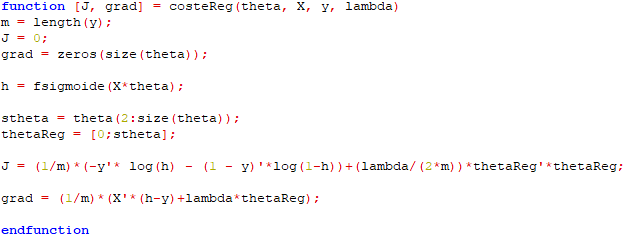 function [J, grad] = costeReg(theta, X, y, lambda)
m = length(y);
J = 0;
grad = zeros(size(theta));
h = fsigmoide(X*theta);
stheta = theta(2:size(theta));
thetaReg = [0;stheta];
J = (1/m)*(-y'* log(h) - (1 - y)'*log(1-h))+(lambda/(2*m))*thetaReg'*thetaReg;
grad = (1/m)*(X'*(h-y)+lambda*thetaReg);
endfunction